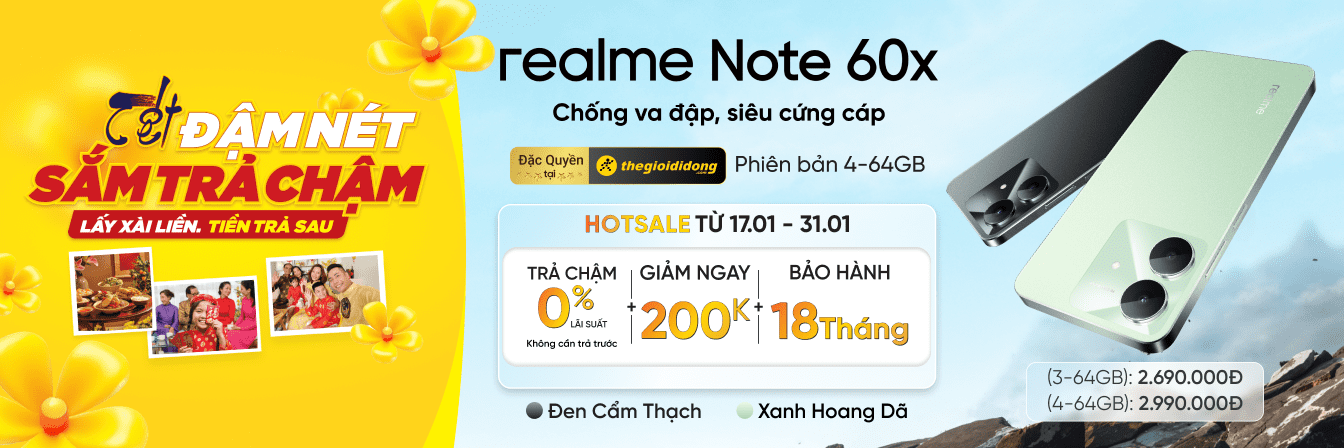 Tết ĐẬM NÉT
SẮM TRẢ CHẬM
LẤY XÀI LIỀN. TIỀN TRẢ SAU
realme Note 60x
Chống va đập, siêu cứng cáp
Đặc Quyền tại thegioididong.com Phiên bản 4-64GB
HOTSALE TỪ 17.01 - 31.01
TRẢ CHẬM
0% LÃI SUẤT
Không cần trả trước
+
GIẢM NGAY
200K
+
BẢO HÀNH
18 Tháng
Đen Cẩm Thạch Xanh Hoang Dã
realme
(3-64GB): 2.690.000Đ
(4-64GB): 2.990.000Đ